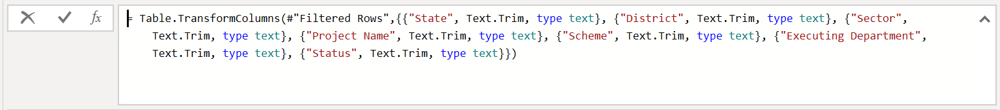 fx = Table.TransformColumns(#"Filtered Rows",{{"State", Text.Trim, type text}, {"District", Text.Trim, type text}, {"Sector",
Text.Trim, type text}, {"Project Name", Text.Trim, type text}, {"Scheme", Text.Trim, type text}, {"Executing Department",
Text.Trim, type text}, {"Status", Text.Trim, type text}})